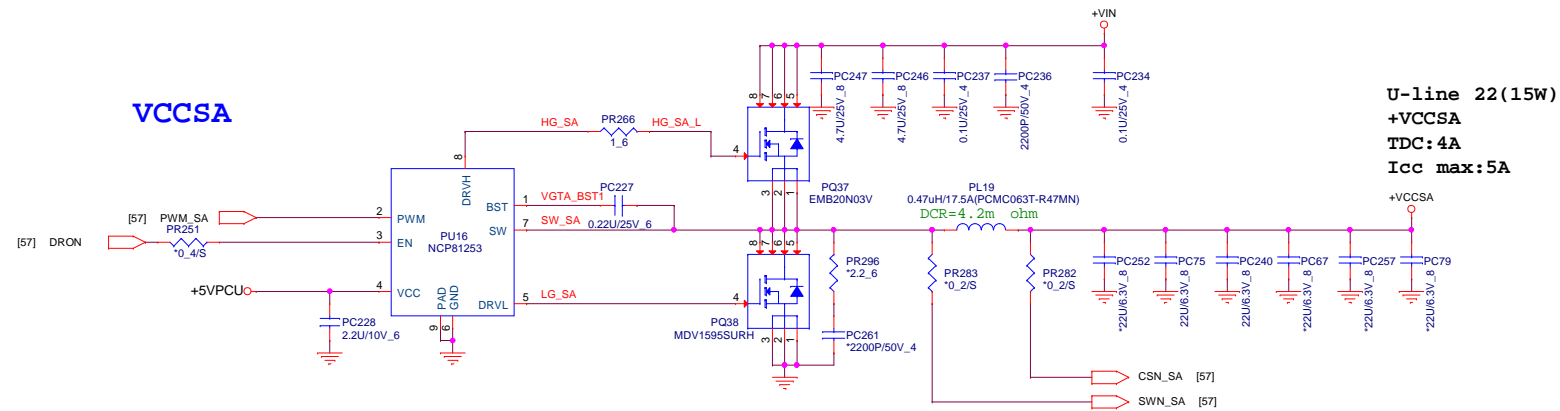 +VIN
VCCSA
U-line 22(15W)
+VCCSA
TDC:4A
Icc max:5A
PC247
4.7U/25V_8
PC246
4.7U/25V_8
PC237
0.1U/25V_4
PC236
2200P/50V_4
PC234
0.1U/25V_4
8
7
6
5
HG_SA
PR266
1_6
HG_SA_L
4
3
2
1
PQ37
EMB20N03V
8
DRVH
[57] PWM_SA
2
PWM
PU16
NCP81253
BST
1
VGTA_BST1
PC227
0.22U/25V_6
SW
7
SW_SA
[57] DRON
PR251
*0_4/S
3
EN
+5VPCU
4
VCC
PAD
GND
9
6
DRVL
5
LG_SA
PC228
2.2U/10V_6
8
7
6
5
4
3
2
1
PQ38
MDV1595SURH
PR296
*2.2_6
PC261
*2200P/50V_4
PL19
0.47uH/17.5A(PCMC063T-R47MN)
DCR=4.2m ohm
+VCCSA
PR283
*0_2/S
PR282
*0_2/S
PC252
*22U/6.3V_8
PC75
22U/6.3V_8
PC240
*22U/6.3V_8
PC67
*22U/6.3V_8
PC257
*22U/6.3V_8
PC79
22U/6.3V_8
CSN_SA [57]
SWN_SA [57]